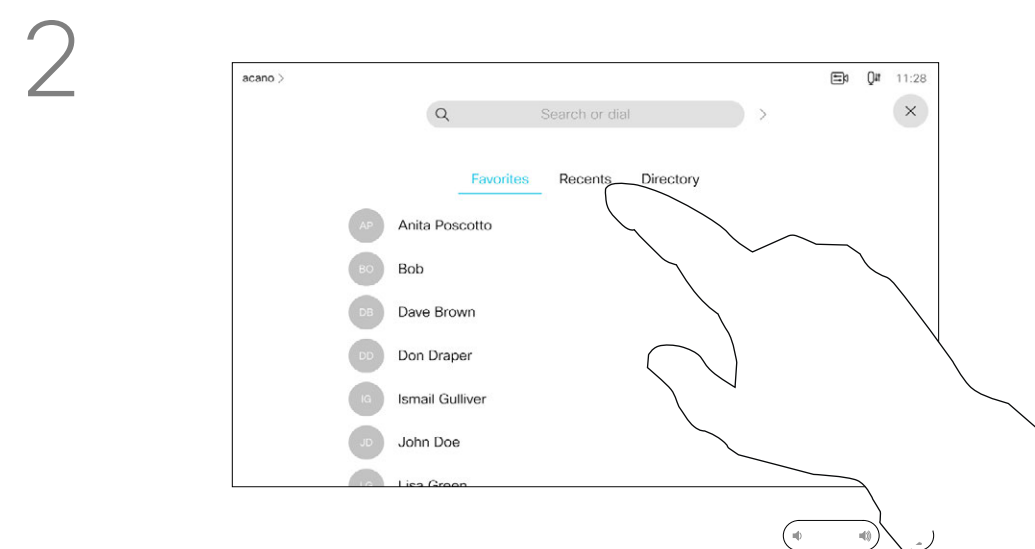 2
acano > 11:28
Search or dial >
Favorites Recents Directory
AP Anita Poscotto
BO Bob
DB Dave Brown
DD Don Draper
IG Ismail Gulliver
JD John Doe
LG Lisa Green